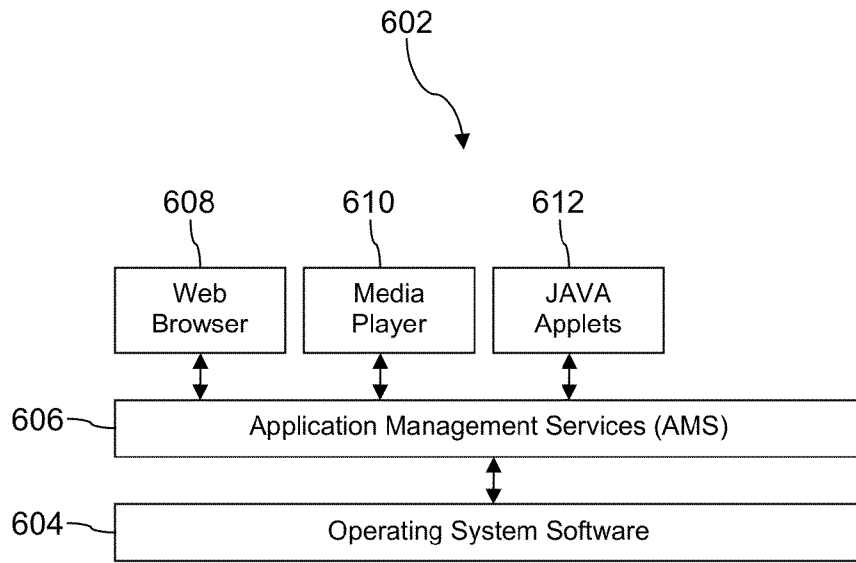 602
608
610
612
Web
Browser
Media
Player
JAVA
Applets
606
Application Management Services (AMS)
604
Operating System Software